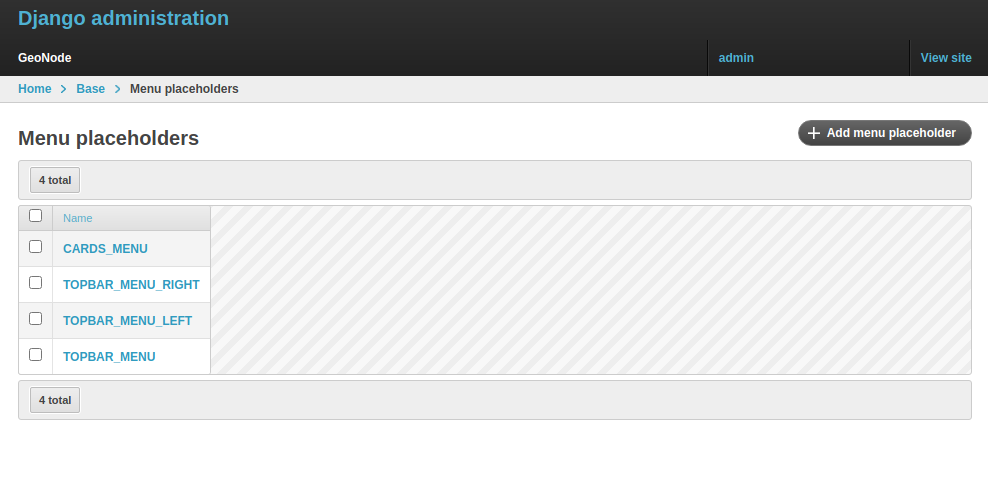 Django administration
GeoNode
admin
View site
Home
Base
Menu placeholders
Menu placeholders
Add menu placeholder
4 total
Name
CARDS_MENU
TOPBAR_MENU_RIGHT
TOPBAR_MENU_LEFT
TOPBAR_MENU
4 total